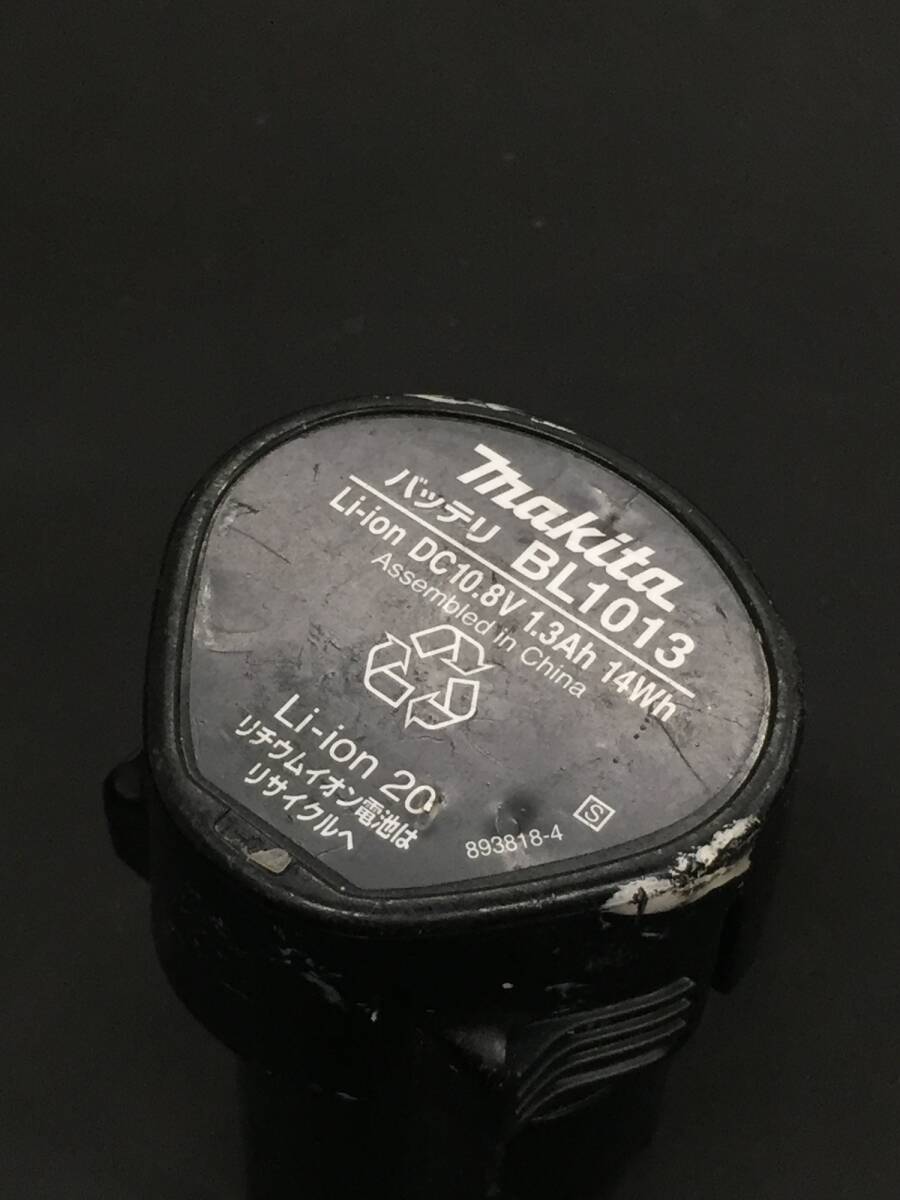 makita
バッテリ BL1013
Li-ion DC10.8V 1.3Ah 14Wh
Assembled in China
Li-ion 20
リチウムイオン電池は
リサイクルへ
893818-4
S